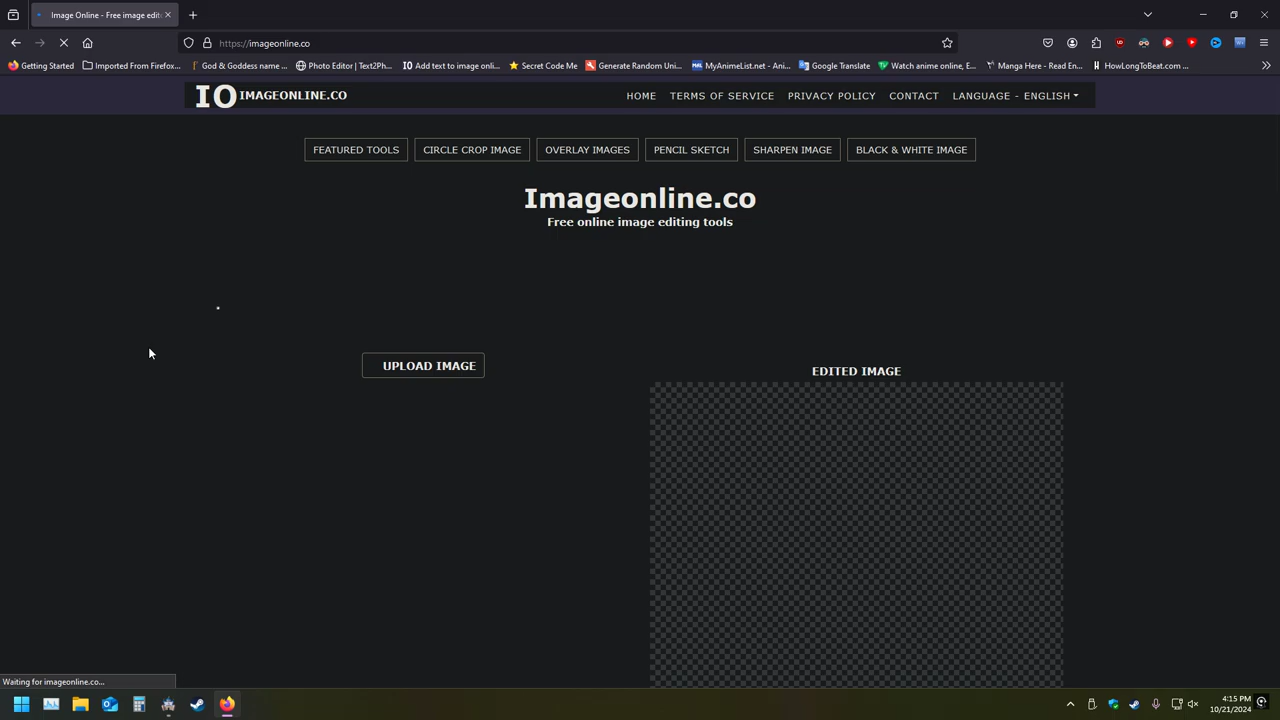 Image Online - Free image edit
https://imageonline.co
Getting Started
Imported From Firefox...
God & Goddess name ...
Photo Editor | Text2Ph...
IO Add text to image onli...
Secret Code Me
Generate Random Uni...
MyAnimeList.net - Ani...
Google Translate
Watch anime online, E...
Manga Here - Read En...
HowLongToBeat.com ...
IO IMAGEONLINE.CO
HOME
TERMS OF SERVICE
PRIVACY POLICY
CONTACT
LANGUAGE - ENGLISH
FEATURED TOOLS
CIRCLE CROP IMAGE
OVERLAY IMAGES
PENCIL SKETCH
SHARPEN IMAGE
BLACK & WHITE IMAGE
Imageonline.co
Free online image editing tools
UPLOAD IMAGE
EDITED IMAGE
Waiting for imageonline.co...
4:15 PM
10/21/2024